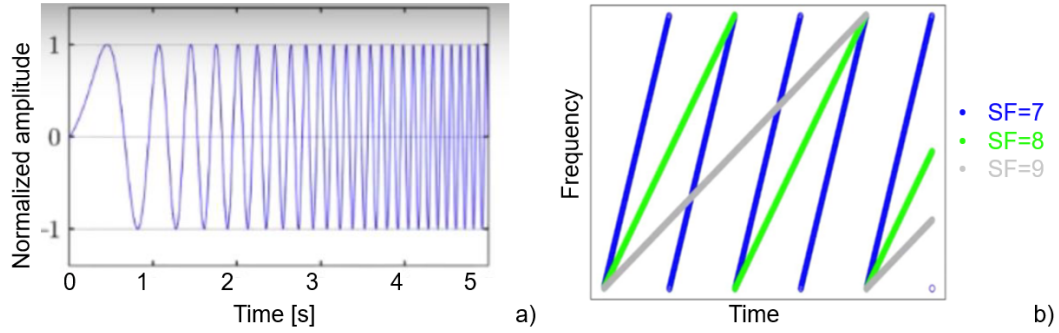 Normalized amplitude
1
0
-1
0 1 2 3 4 5
Time [s]
a)
Frequency
Time
b)
SF=7
SF=8
SF=9